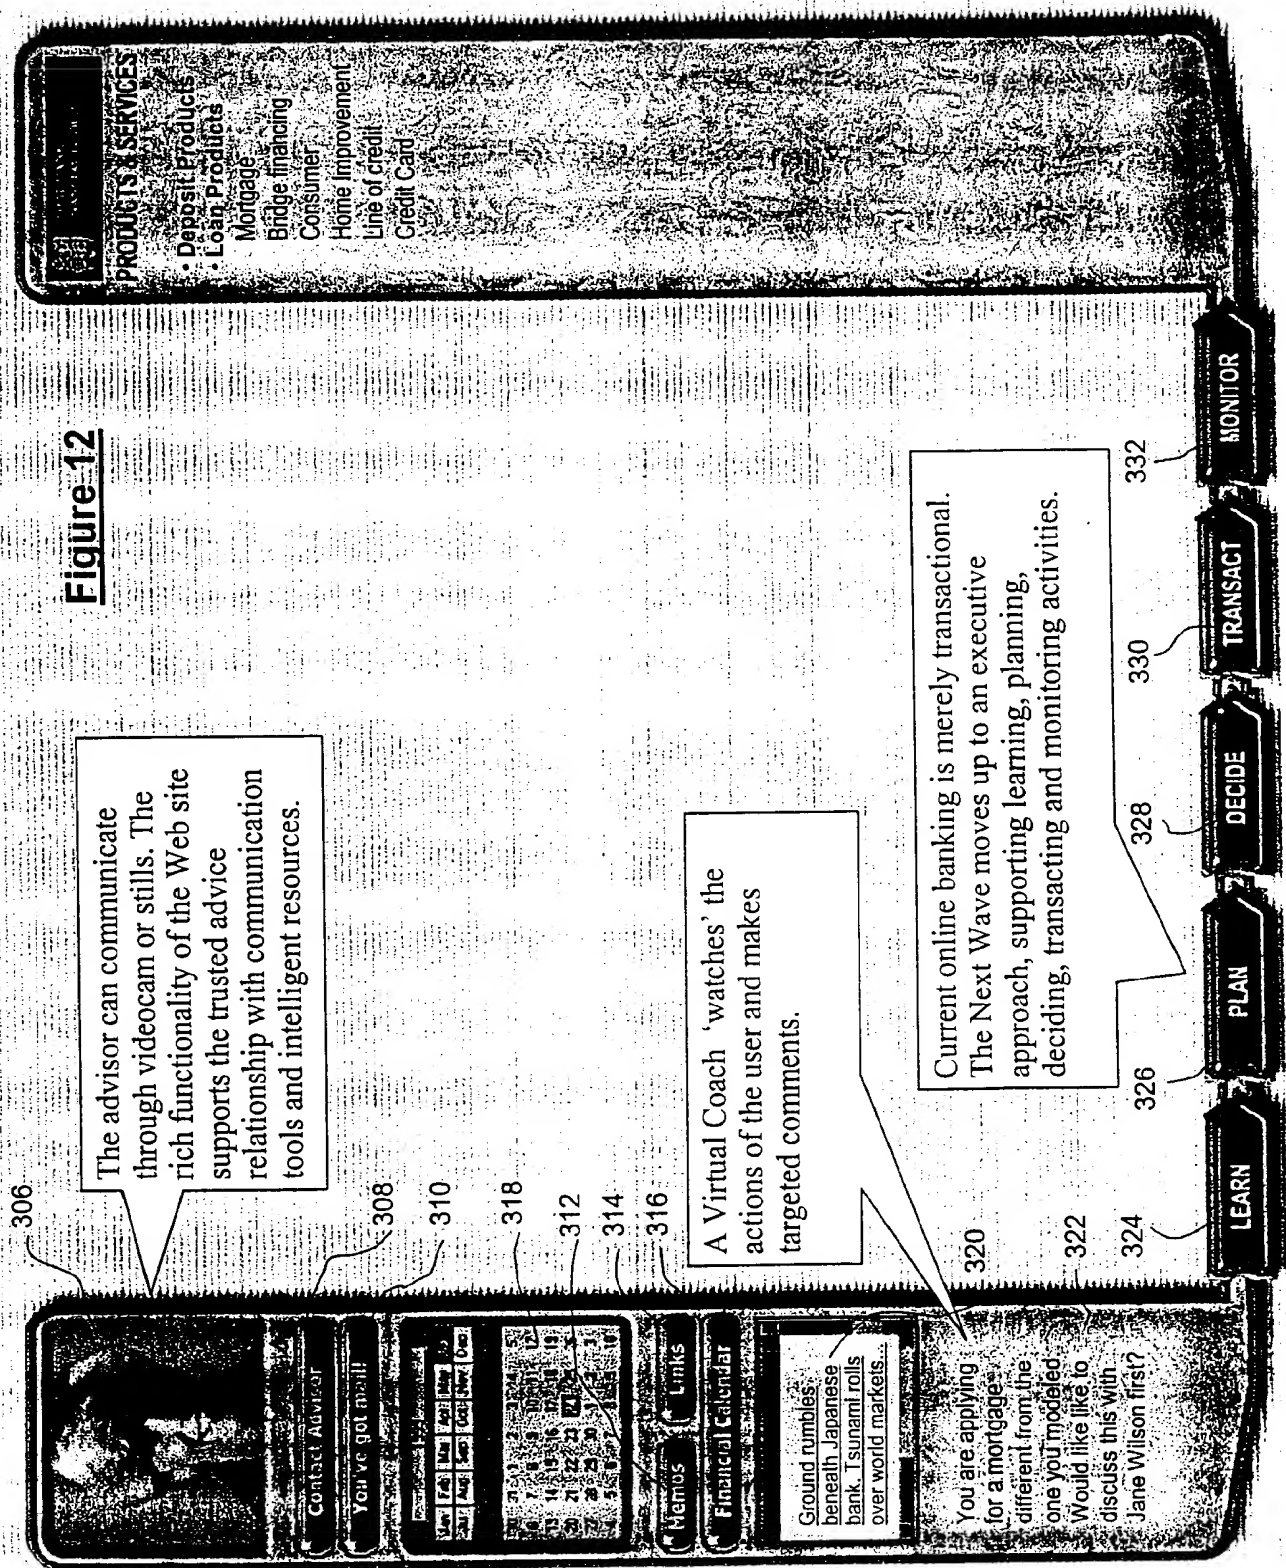 Figure 12
306
The advisor can communicate
through videocam or stills. The
rich functionality of the Web site
supports the trusted advice
relationship with communication
tools and intelligent resources.
Contact Adviser
308
You've got mail!
310
318
312
314
316
Memos
Links
Financial Calendar
Ground rumbles
beneath Japanese
bank. Tsunami rolls
over world markets.
A Virtual Coach 'watches' the
actions of the user and makes
targeted comments.
320
322
You are applying
for a mortgage
different from the
one you modeled.
Would like like to
discuss this with
Jane Wilson first?
Current online banking is merely transactional.
The Next Wave moves up to an executive
approach, supporting learning, planning,
deciding, transacting and monitoring activities.
324
326
328
330
332
LEARN
PLAN
DECIDE
TRANSACT
MONITOR
PRODUCTS & SERVICES
• Deposit Products
• Loan Products
Mortgage
Bridge financing
Consumer
Home Improvement
Line of credit
Credit Card